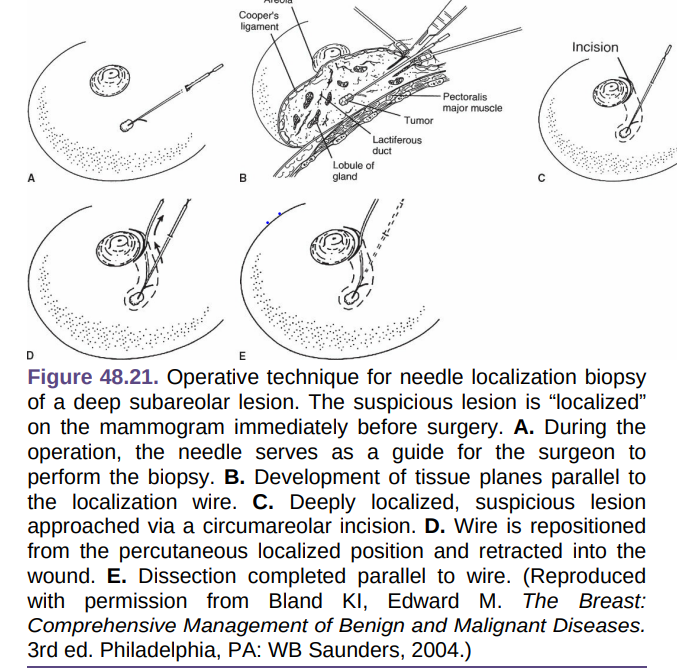 Areola
Cooper's
ligament
Incision
Pectoralis
major muscle
Tumor
Lactiferous
duct
Lobule of
gland
A
B
C
D
E
Figure 48.21. Operative technique for needle localization biopsy
of a deep subareolar lesion. The suspicious lesion is “localized”
on the mammogram immediately before surgery. A. During the
operation, the needle serves as a guide for the surgeon to
perform the biopsy. B. Development of tissue planes parallel to
the localization wire. C. Deeply localized, suspicious lesion
approached via a circumareolar incision. D. Wire is repositioned
from the percutaneous localized position and retracted into the
wound. E. Dissection completed parallel to wire. (Reproduced
with permission from Bland KI, Edward M. The Breast:
Comprehensive Management of Benign and Malignant Diseases.
3rd ed. Philadelphia, PA: WB Saunders, 2004.)